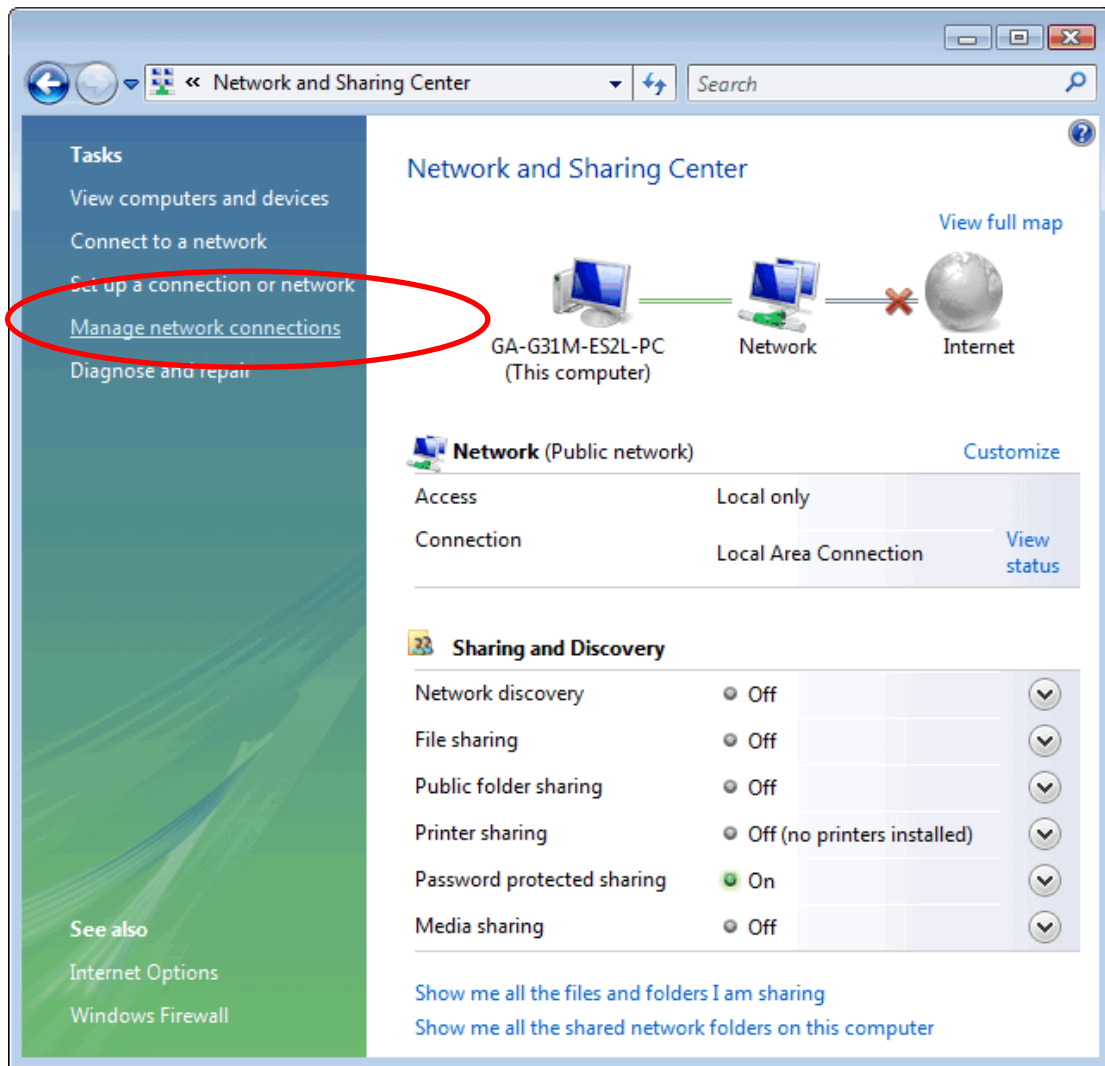 « Network and Sharing Center
Search
Tasks
View computers and devices
Connect to a network
Set up a connection or network
Manage network connections
Diagnose and repair
See also
Internet Options
Windows Firewall
Network and Sharing Center
View full map
GA-G31M-ES2L-PC
(This computer)
Network
Internet
Network (Public network)
Customize
Access
Local only
Connection
Local Area Connection
View
status
Sharing and Discovery
Network discovery
Off
File sharing
Off
Public folder sharing
Off
Printer sharing
Off (no printers installed)
Password protected sharing
On
Media sharing
Off
Show me all the files and folders I am sharing
Show me all the shared network folders on this computer